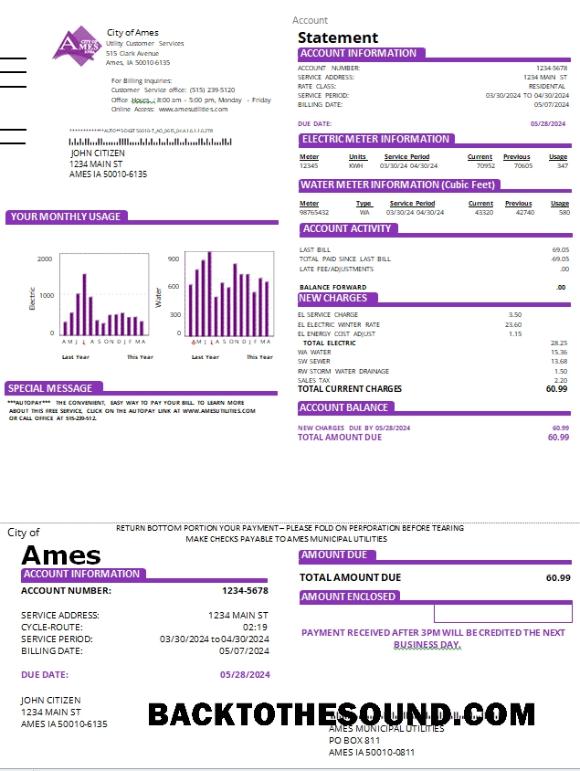 Account
Statement
City of Ames
Utility Customer Services
515 Clark Avenue
Ames, IA 50010-6135
For Billing Inquiries:
Customer Service office: (515) 239-5120
Office Hours: 8:00 am - 5:00 pm, Monday - Friday
Online Access: www.amesutilities.com
JOHN CITIZEN
1234 MAIN ST
AMES IA 50010-6135
ACCOUNT INFORMATION
ACCOUNT NUMBER: 1234-5678
SERVICE ADDRESS: 1234 MAIN ST
RATE CLASS: RESIDENTAL
SERVICE PERIOD: 03/30/2024 TO 04/30/2024
BILLING DATE: 05/07/2024
DUE DATE: 05/28/2024
ELECTRIC METER INFORMATION
Meter Units Service Period Current Previous Usage
12345 KWH 03/30/24 04/30/24 70952 70605 347
WATER METER INFORMATION (Cubic Feet)
Meter Type Service Period Current Previous Usage
98765432 WA 03/30/24 04/30/24 43320 42740 580
YOUR MONTHLY USAGE
Electric
2000
1000
0
A M J J A S O N D J F M A
Last Year This Year
Water
900
600
300
0
A M J J A S O N D J F M A
Last Year This Year
ACCOUNT ACTIVITY
LAST BILL 69.05
TOTAL PAID SINCE LAST BILL -69.05
LATE FEE/ADJUSTMENTS .00
BALANCE FORWARD .00
NEW CHARGES
EL SERVICE CHARGE 3.50
EL ELECTRIC WINTER RATE 23.60
EL ENERGY COST ADJUST 1.15
TOTAL ELECTRIC 28.25
WA WATER 15.36
SW SEWER 13.68
RW STORM WATER DRAINAGE 1.50
SALES TAX 2.20
TOTAL CURRENT CHARGES 60.99
SPECIAL MESSAGE
***AUTOPAY*** THE CONVENIENT, EASY WAY TO PAY YOUR BILL. TO LEARN MORE
ABOUT THIS FREE SERVICE, CLICK ON THE AUTOPAY LINK AT WWW.AMESUTILITIES.COM
OR CALL OFFICE AT 515-239-512.
ACCOUNT BALANCE
NEW CHARGES DUE BY 05/28/2024 60.99
TOTAL AMOUNT DUE 60.99
RETURN BOTTOM PORTION YOUR PAYMENT – PLEASE FOLD ON PERFORATION BEFORE TEARING
MAKE CHECKS PAYABLE TO AMES MUNICIPAL UTILITIES
City of
Ames
ACCOUNT INFORMATION
ACCOUNT NUMBER: 1234-5678
SERVICE ADDRESS: 1234 MAIN ST
CYCLE-ROUTE: 02:19
SERVICE PERIOD: 03/30/2024 to 04/30/2024
BILLING DATE: 05/07/2024
DUE DATE: 05/28/2024
JOHN CITIZEN
1234 MAIN ST
AMES IA 50010-6135
AMOUNT DUE
TOTAL AMOUNT DUE 60.99
AMOUNT ENCLOSED
PAYMENT RECEIVED AFTER 3PM WILL BE CREDITED THE NEXT
BUSINESS DAY.
BACKTOTHESOUND.COM
AMES MUNICIPAL UTILITIES
PO BOX 811
AMES IA 50010-0811